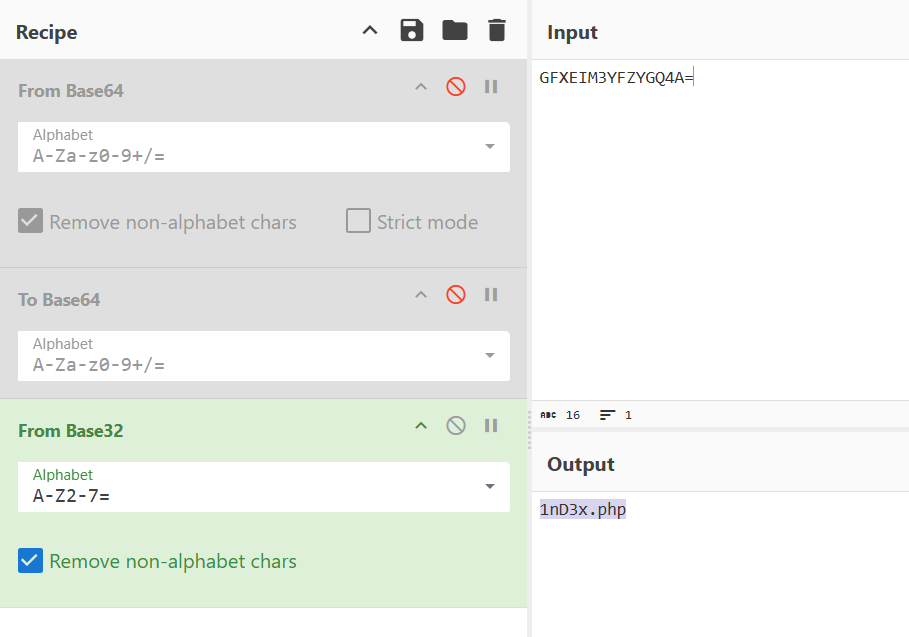 Recipe
From Base64
Alphabet
A-Za-z0-9+/=
Remove non-alphabet chars
Strict mode
To Base64
Alphabet
A-Za-z0-9+/=
From Base32
Alphabet
A-Z2-7=
Remove non-alphabet chars
Input
GFXEIM3YFZYGQ4A=
ABC 16 1
Output
1nD3x.php